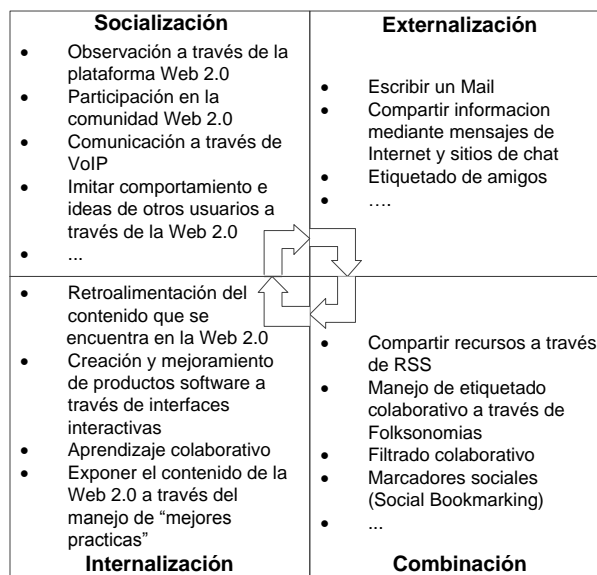 Socialización
• Observación a través de la
plataforma Web 2.0
• Participación en la
comunidad Web 2.0
• Comunicación a través de
VoIP
• Imitar comportamiento e
ideas de otros usuarios a
través de la Web 2.0
• ...
Externalización
• Escribir un Mail
• Compartir informacion
mediante mensajes de
Internet y sitios de chat
• Etiquetado de amigos
• ....
• Retroalimentación del
contenido que se
encuentra en la Web 2.0
• Creación y mejoramiento
de productos software a
través de interfaces
interactivas
• Aprendizaje colaborativo
• Exponer el contenido de la
Web 2.0 a través del
manejo de “mejores
practicas”
Internalización
• Compartir recursos a través
de RSS
• Manejo de etiquetado
colaborativo a través de
Folksonomias
• Filtrado colaborativo
• Marcadores sociales
(Social Bookmarking)
• ...
Combinación